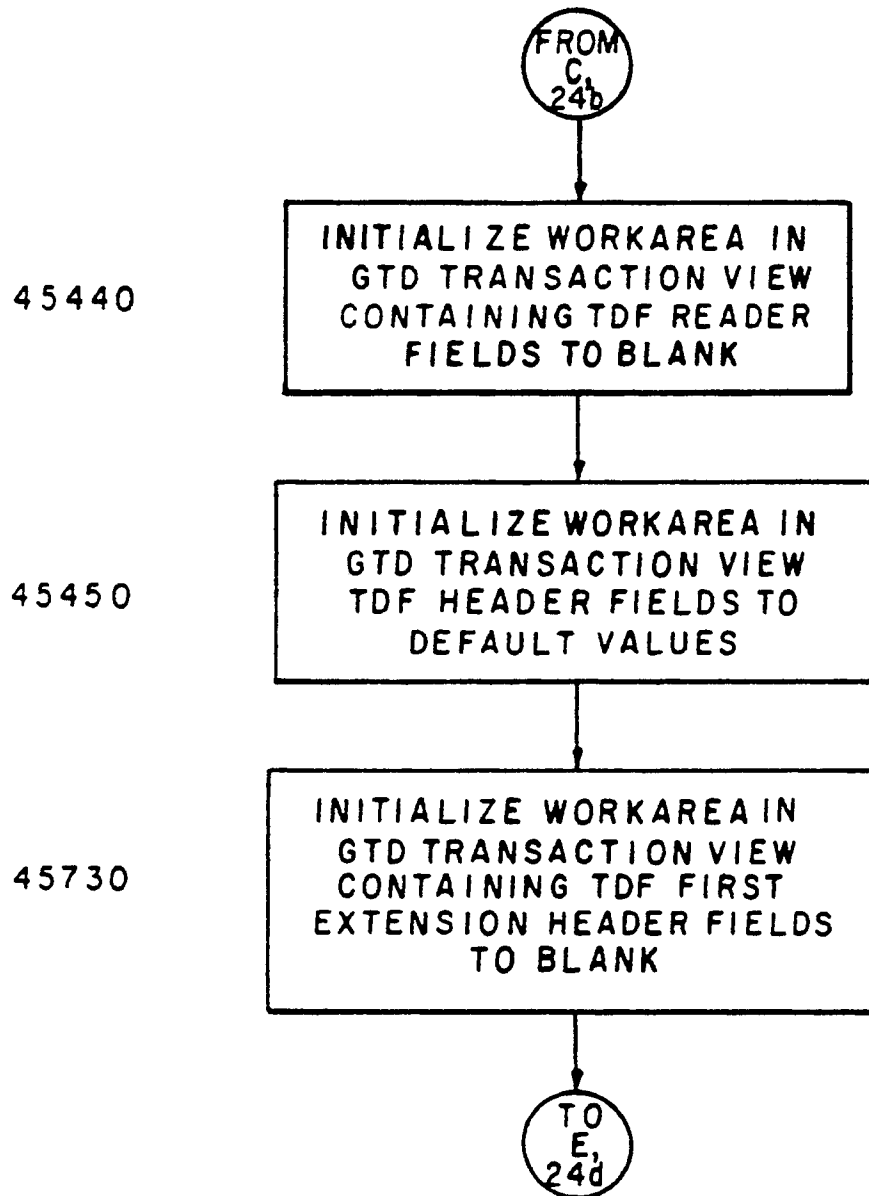 FROM
C,
24b
45440
INITIALIZE WORKAREA IN
GTD TRANSACTION VIEW
CONTAINING TDF READER
FIELDS TO BLANK
45450
INITIALIZE WORKAREA IN
GTD TRANSACTION VIEW
TDF HEADER FIELDS TO
DEFAULT VALUES
45730
INITIALIZE WORKAREA IN
GTD TRANSACTION VIEW
CONTAINING TDF FIRST
EXTENSION HEADER FIELDS
TO BLANK
TO
E,
24d